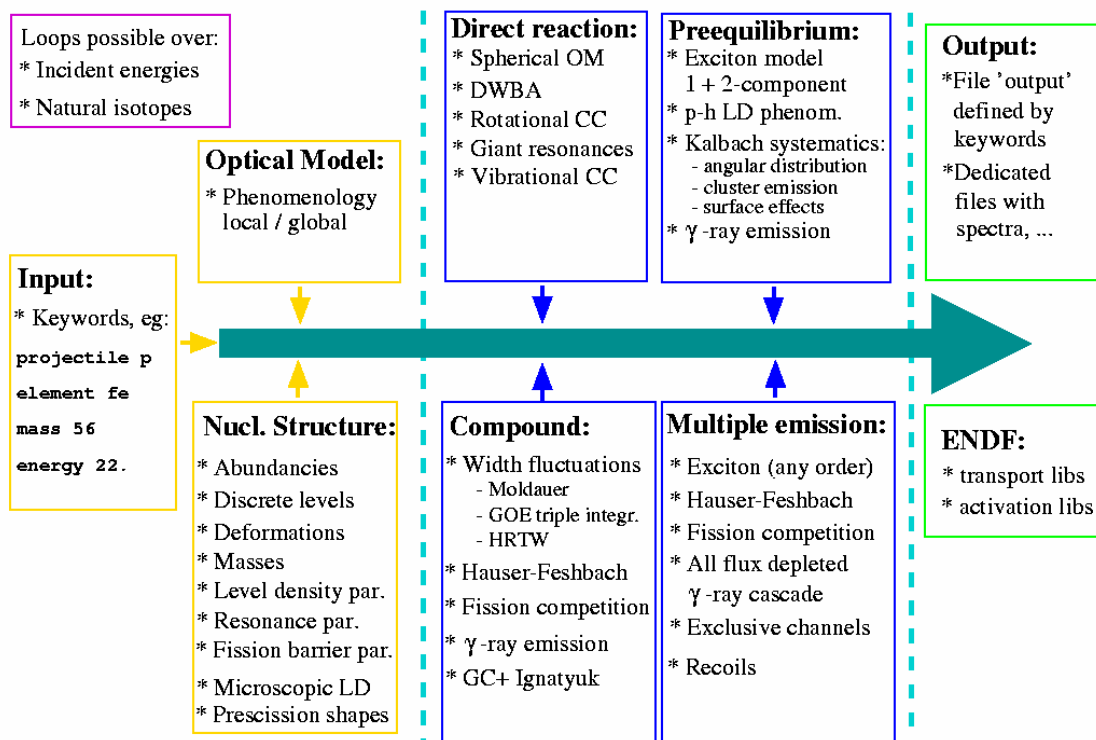 Loops possible over:
* Incident energies
* Natural isotopes
Optical Model:
* Phenomenology
local / global
Input:
* Keywords, eg:
projectile p
element fe
mass 56
energy 22.
Nucl. Structure:
* Abundancies
* Discrete levels
* Deformations
* Masses
* Level density par.
* Resonance par.
* Fission barrier par.
* Microscopic LD
* Prescission shapes
Direct reaction:
* Spherical OM
* DWBA
* Rotational CC
* Giant resonances
* Vibrational CC
Compound:
* Width fluctuations
- Moldauer
- GOE triple integr.
- HRTW
* Hauser-Feshbach
* Fission competition
* γ -ray emission
* GC+ Ignatyuk
Preequilibrium:
* Exciton model
1 + 2-component
* p-h LD phenom.
* Kalbach systematics:
- angular distribution
- cluster emission
- surface effects
* γ -ray emission
Multiple emission:
* Exciton (any order)
* Hauser-Feshbach
* Fission competition
* All flux depleted
γ -ray cascade
* Exclusive channels
* Recoils
Output:
*File 'output'
defined by
keywords
*Dedicated
files with
spectra, ...
ENDF:
* transport libs
* activation libs